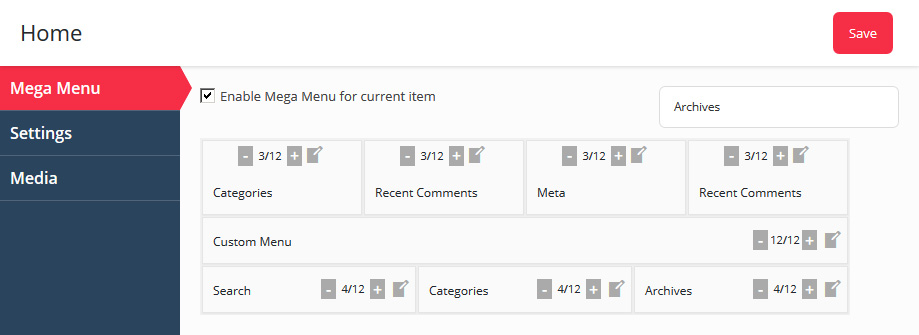 Home
Save
Mega Menu
Settings
Media
Enable Mega Menu for current item
Archives
- 3/12 +
- 3/12 +
- 3/12 +
- 3/12 +
Categories
Recent Comments
Meta
Recent Comments
Custom Menu - 12/12 +
Search - 4/12 +
Categories - 4/12 +
Archives - 4/12 +